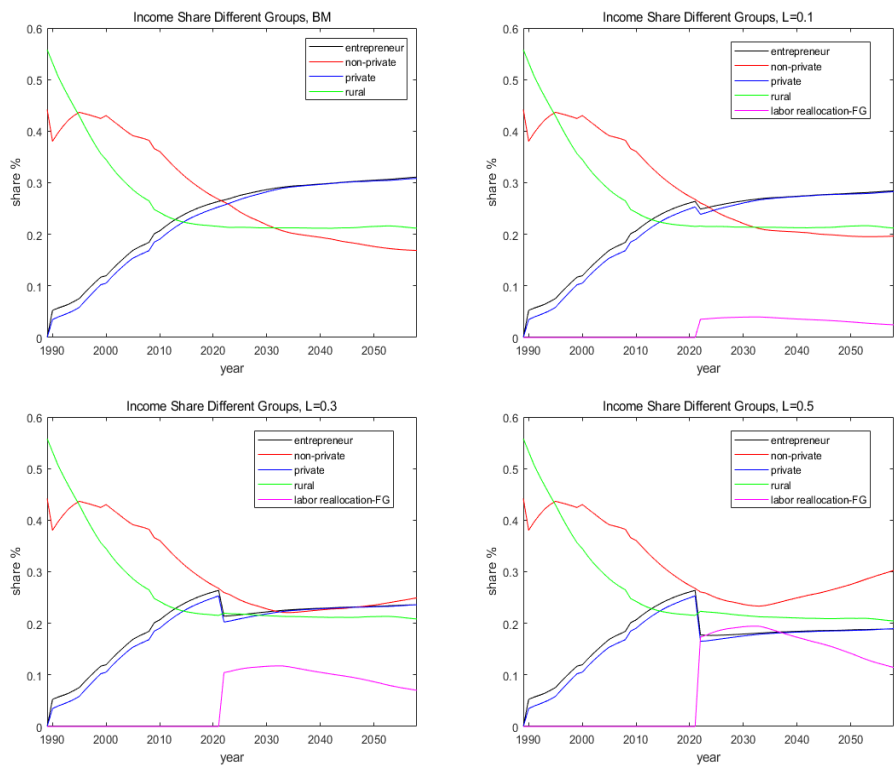 Income Share Different Groups, BM
0.6
0.5
0.4
0.3
0.2
0.1
0
share %
entrepreneur
non-private
private
rural
1990 2000 2010 2020 2030 2040 2050
year
Income Share Different Groups, L=0.1
0.6
0.5
0.4
0.3
0.2
0.1
0
share %
entrepreneur
non-private
private
rural
labor reallocation-FG
1990 2000 2010 2020 2030 2040 2050
year
Income Share Different Groups, L=0.3
0.6
0.5
0.4
0.3
0.2
0.1
0
share %
entrepreneur
non-private
private
rural
labor reallocation-FG
1990 2000 2010 2020 2030 2040 2050
year
Income Share Different Groups, L=0.5
0.6
0.5
0.4
0.3
0.2
0.1
0
share %
entrepreneur
non-private
private
rural
labor reallocation-FG
1990 2000 2010 2020 2030 2040 2050
year